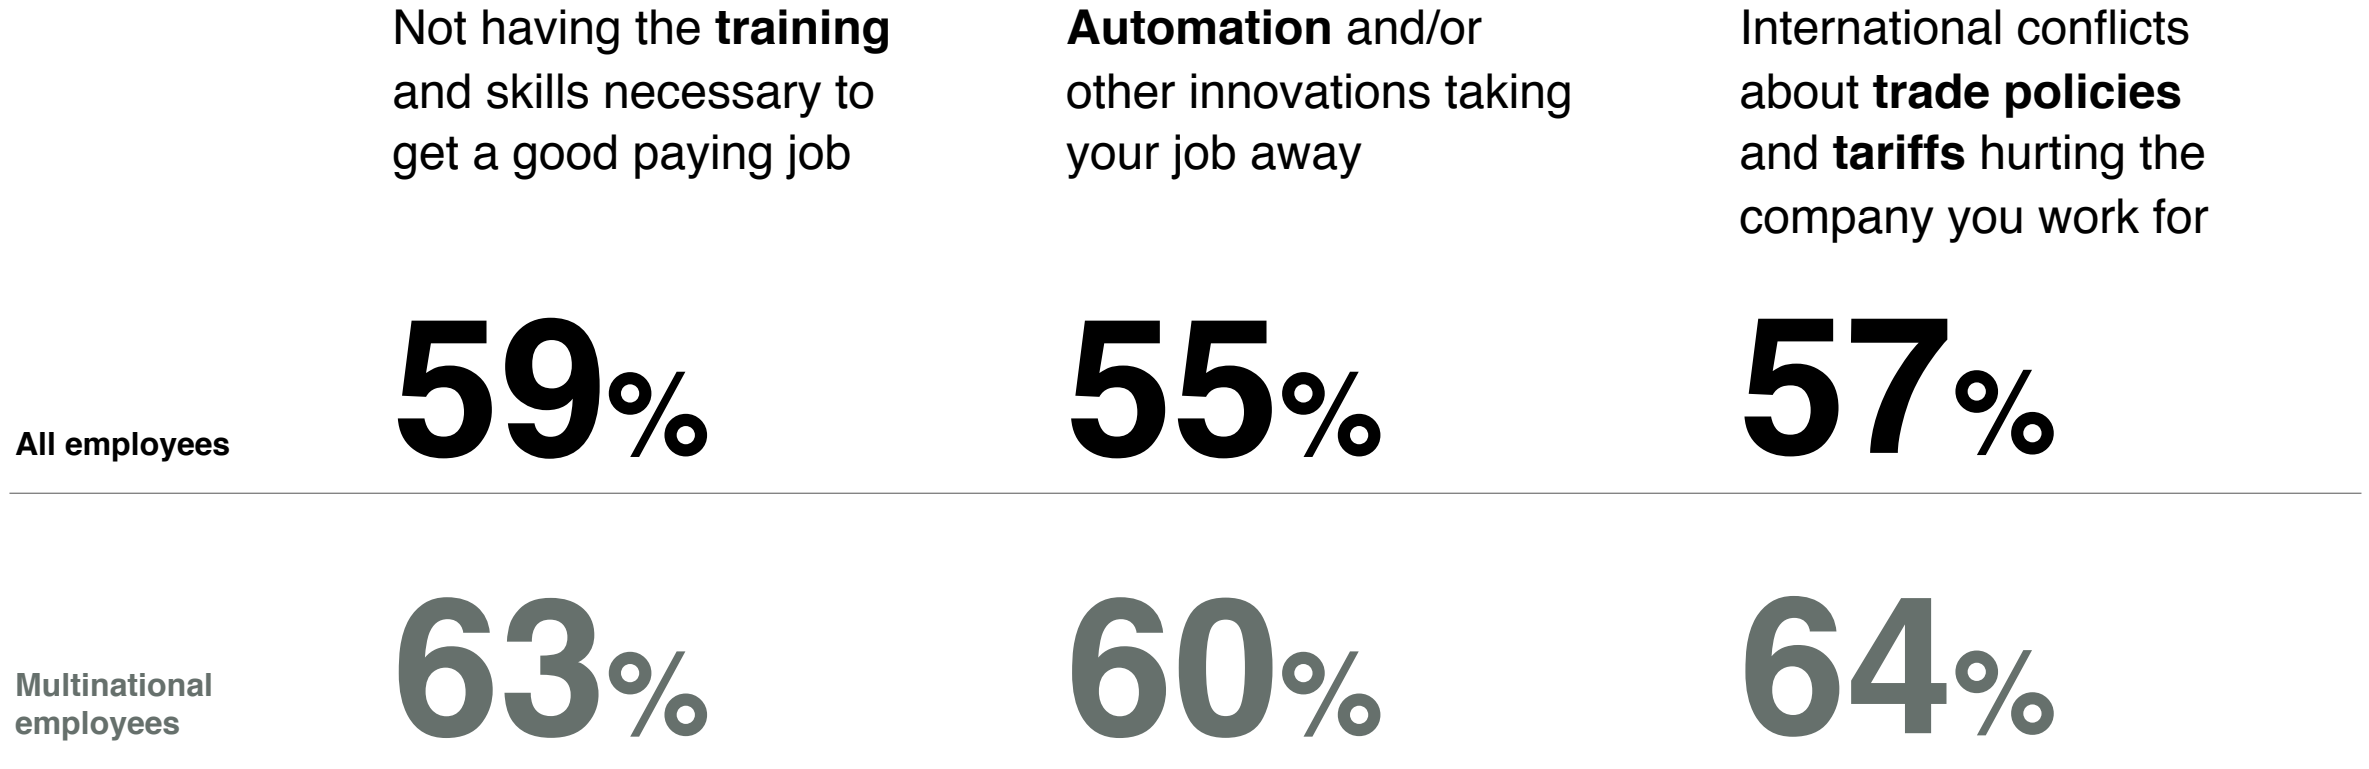 Not having the training
and skills necessary to
get a good paying job
Automation and/or
other innovations taking
your job away
International conflicts
about trade policies
and tariffs hurting the
company you work for
All employees
59%
55%
57%
Multinational
employees
63%
60%
64%